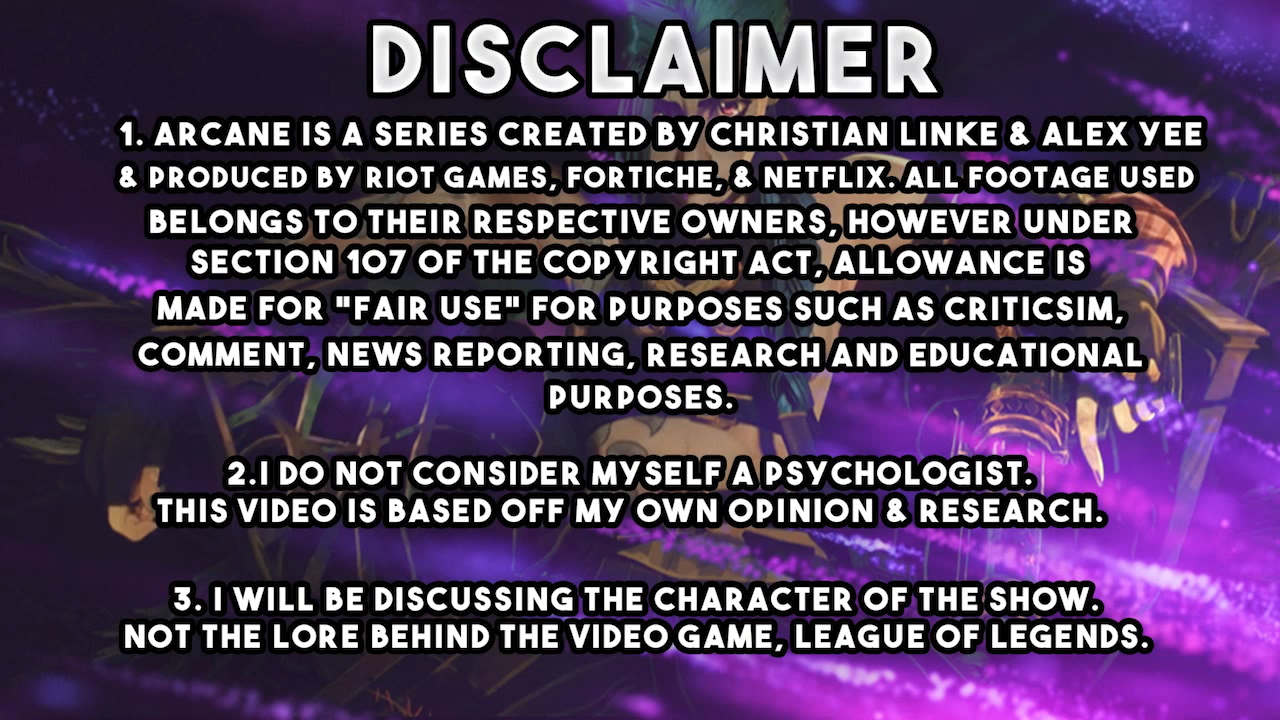 DISCLAIMER
1. ARCANE IS A SERIES CREATED BY CHRISTIAN LINKE & ALEX YEE
& PRODUCED BY RIOT GAMES, FORTICHE, & NETFLIX. ALL FOOTAGE USED
BELONGS TO THEIR RESPECTIVE OWNERS, HOWEVER UNDER
SECTION 107 OF THE COPYRIGHT ACT, ALLOWANCE IS
MADE FOR "FAIR USE" FOR PURPOSES SUCH AS CRITICSIM,
COMMENT, NEWS REPORTING, RESEARCH AND EDUCATIONAL
PURPOSES.
2.I DO NOT CONSIDER MYSELF A PSYCHOLOGIST.
THIS VIDEO IS BASED OFF MY OWN OPINION & RESEARCH.
3. I WILL BE DISCUSSING THE CHARACTER OF THE SHOW.
NOT THE LORE BEHIND THE VIDEO GAME, LEAGUE OF LEGENDS.